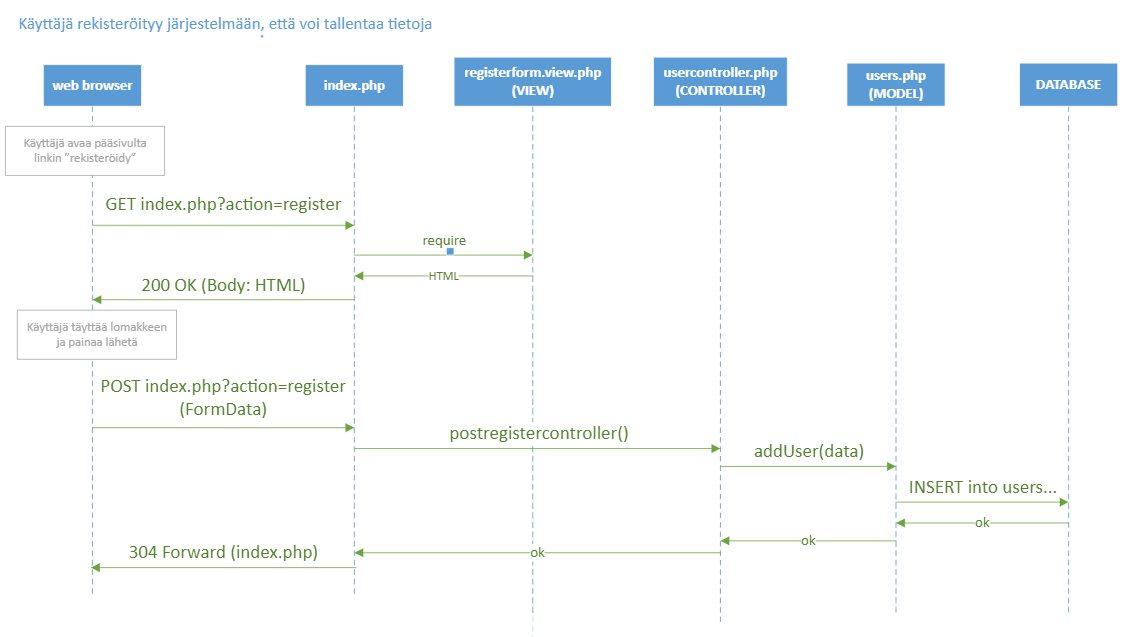 Käyttäjä rekisteröityy järjestelmään, että voi tallentaa tietoja
web browser
index.php
registerform.view.php
(VIEW)
usercontroller.php
(CONTROLLER)
users.php
(MODEL)
DATABASE
Käyttäjä avaa pääsivulta
linkin ”rekisteröidy”
GET index.php?action=register
require
HTML
200 OK (Body: HTML)
Käyttäjä täyttää lomakkeen
ja painaa lähetä
POST index.php?action=register
(FormData)
postregistercontroller()
addUser(data)
INSERT into users...
ok
ok
ok
304 Forward (index.php)